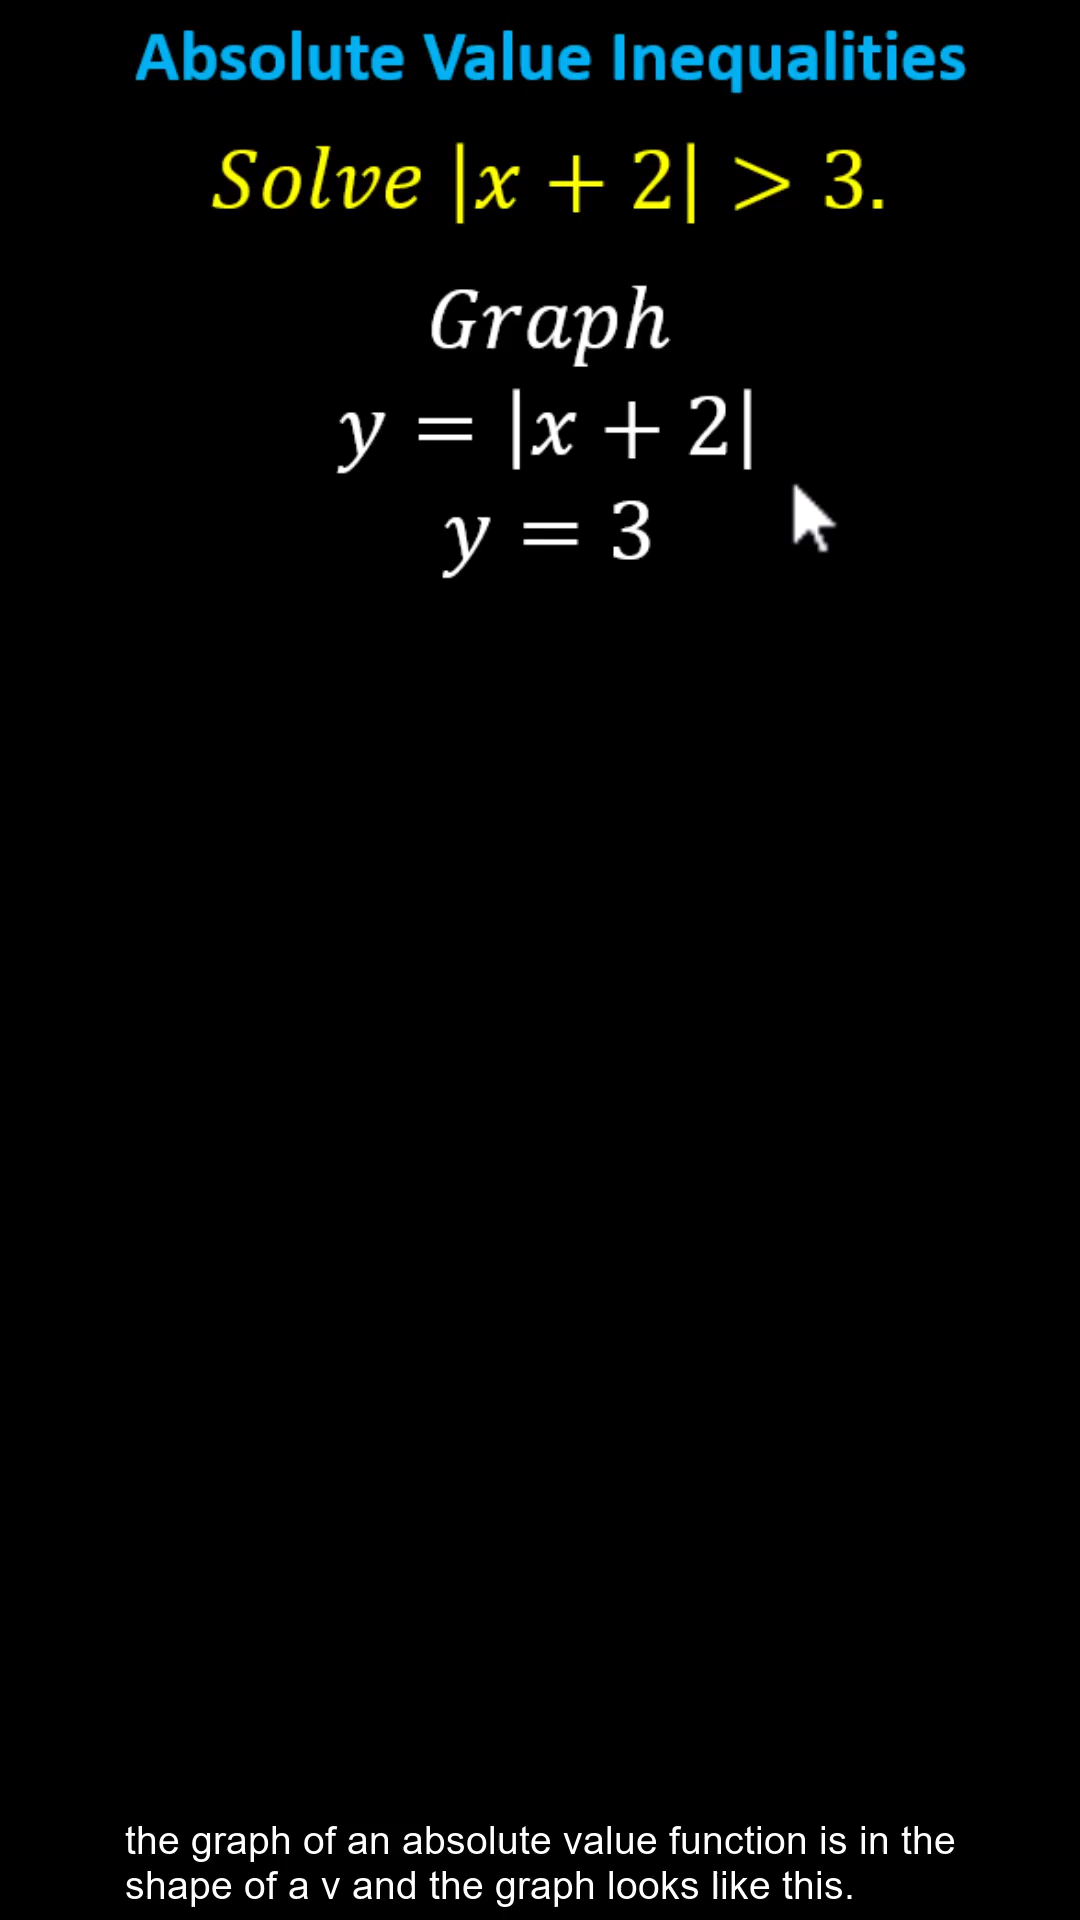 Absolute Value Inequalities
Solve |x + 2| > 3.
Graph
y = |x + 2|
y = 3
the graph of an absolute value function is in the
shape of a v and the graph looks like this.